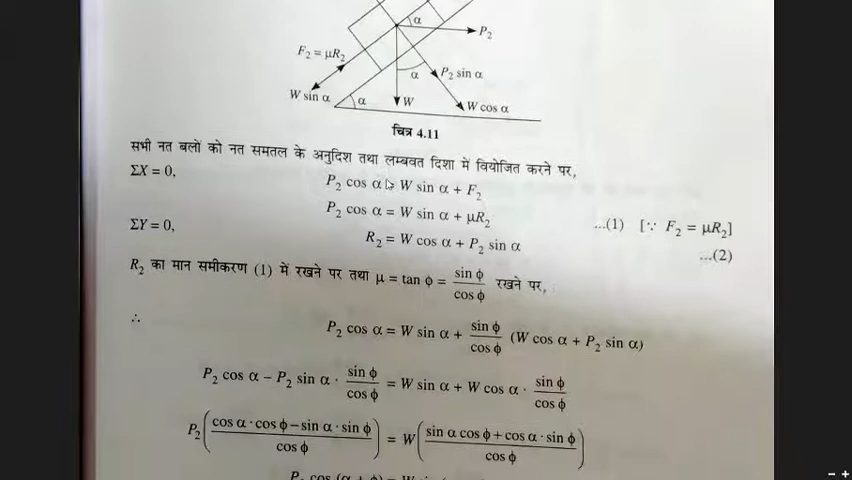 α
P₂
F₂ = μR₂
α
P₂ sin α
W sin α
α
W
W cos α
चित्र 4.11
सभी नत बलों को नत समतल के अनुदिश तथा लम्बवत दिशा में वियोजित करने पर,
ΣX = 0,
P₂ cos α = W sin α + F₂
P₂ cos α = W sin α + μR₂ ...(1) [∵ F₂ = μR₂]
ΣY = 0,
R₂ = W cos α + P₂ sin α ...(2)
R₂ का मान समीकरण (1) में रखने पर तथा μ = tan ϕ = sin ϕ / cos ϕ रखने पर,
∴ P₂ cos α = W sin α + sin ϕ / cos ϕ (W cos α + P₂ sin α)
P₂ cos α – P₂ sin α · sin ϕ / cos ϕ = W sin α + W cos α · sin ϕ / cos ϕ
P₂ (cos α · cos ϕ – sin α · sin ϕ / cos ϕ) = W (sin α cos ϕ + cos α · sin ϕ / cos ϕ)
P₂ cos (α + ϕ) = W sin